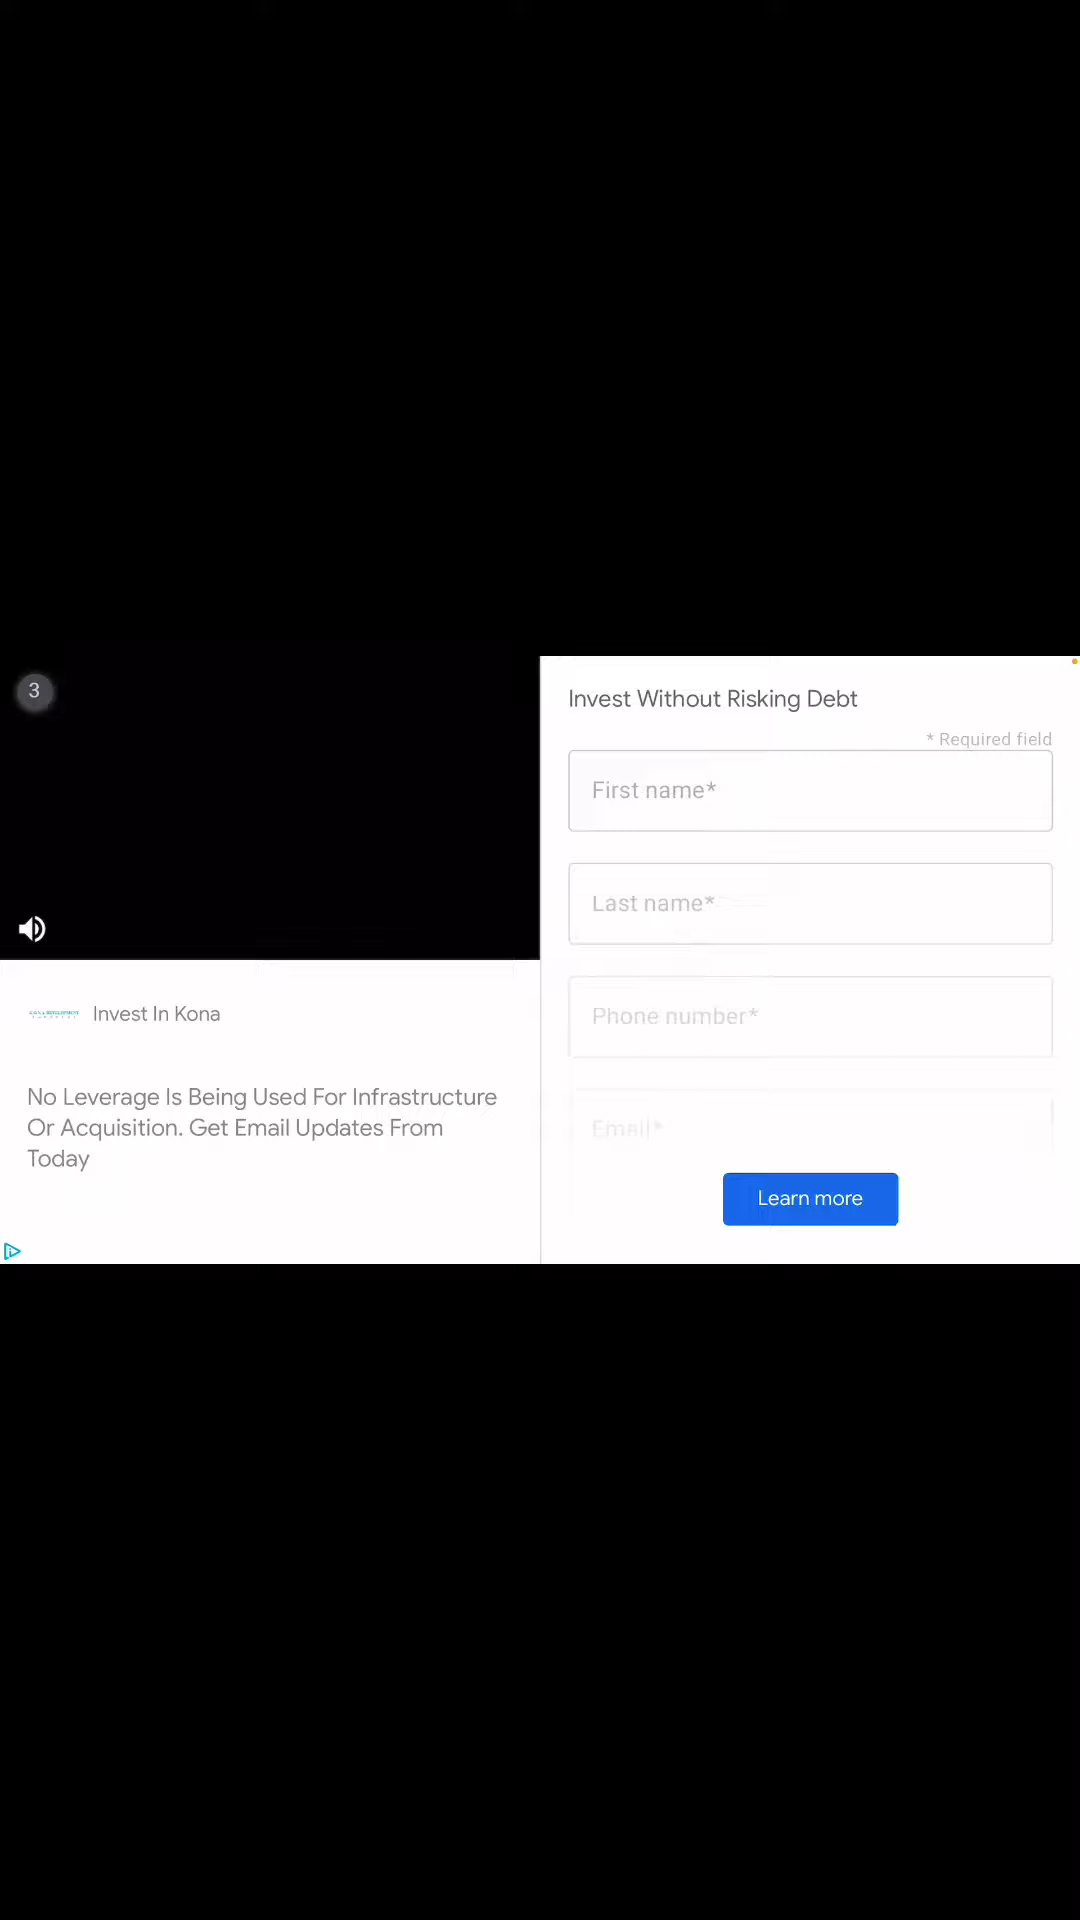 3
Invest In Kona
No Leverage Is Being Used For Infrastructure
Or Acquisition. Get Email Updates From
Today
Invest Without Risking Debt
* Required field
First name*
Last name*
Phone number*
Email*
Learn more